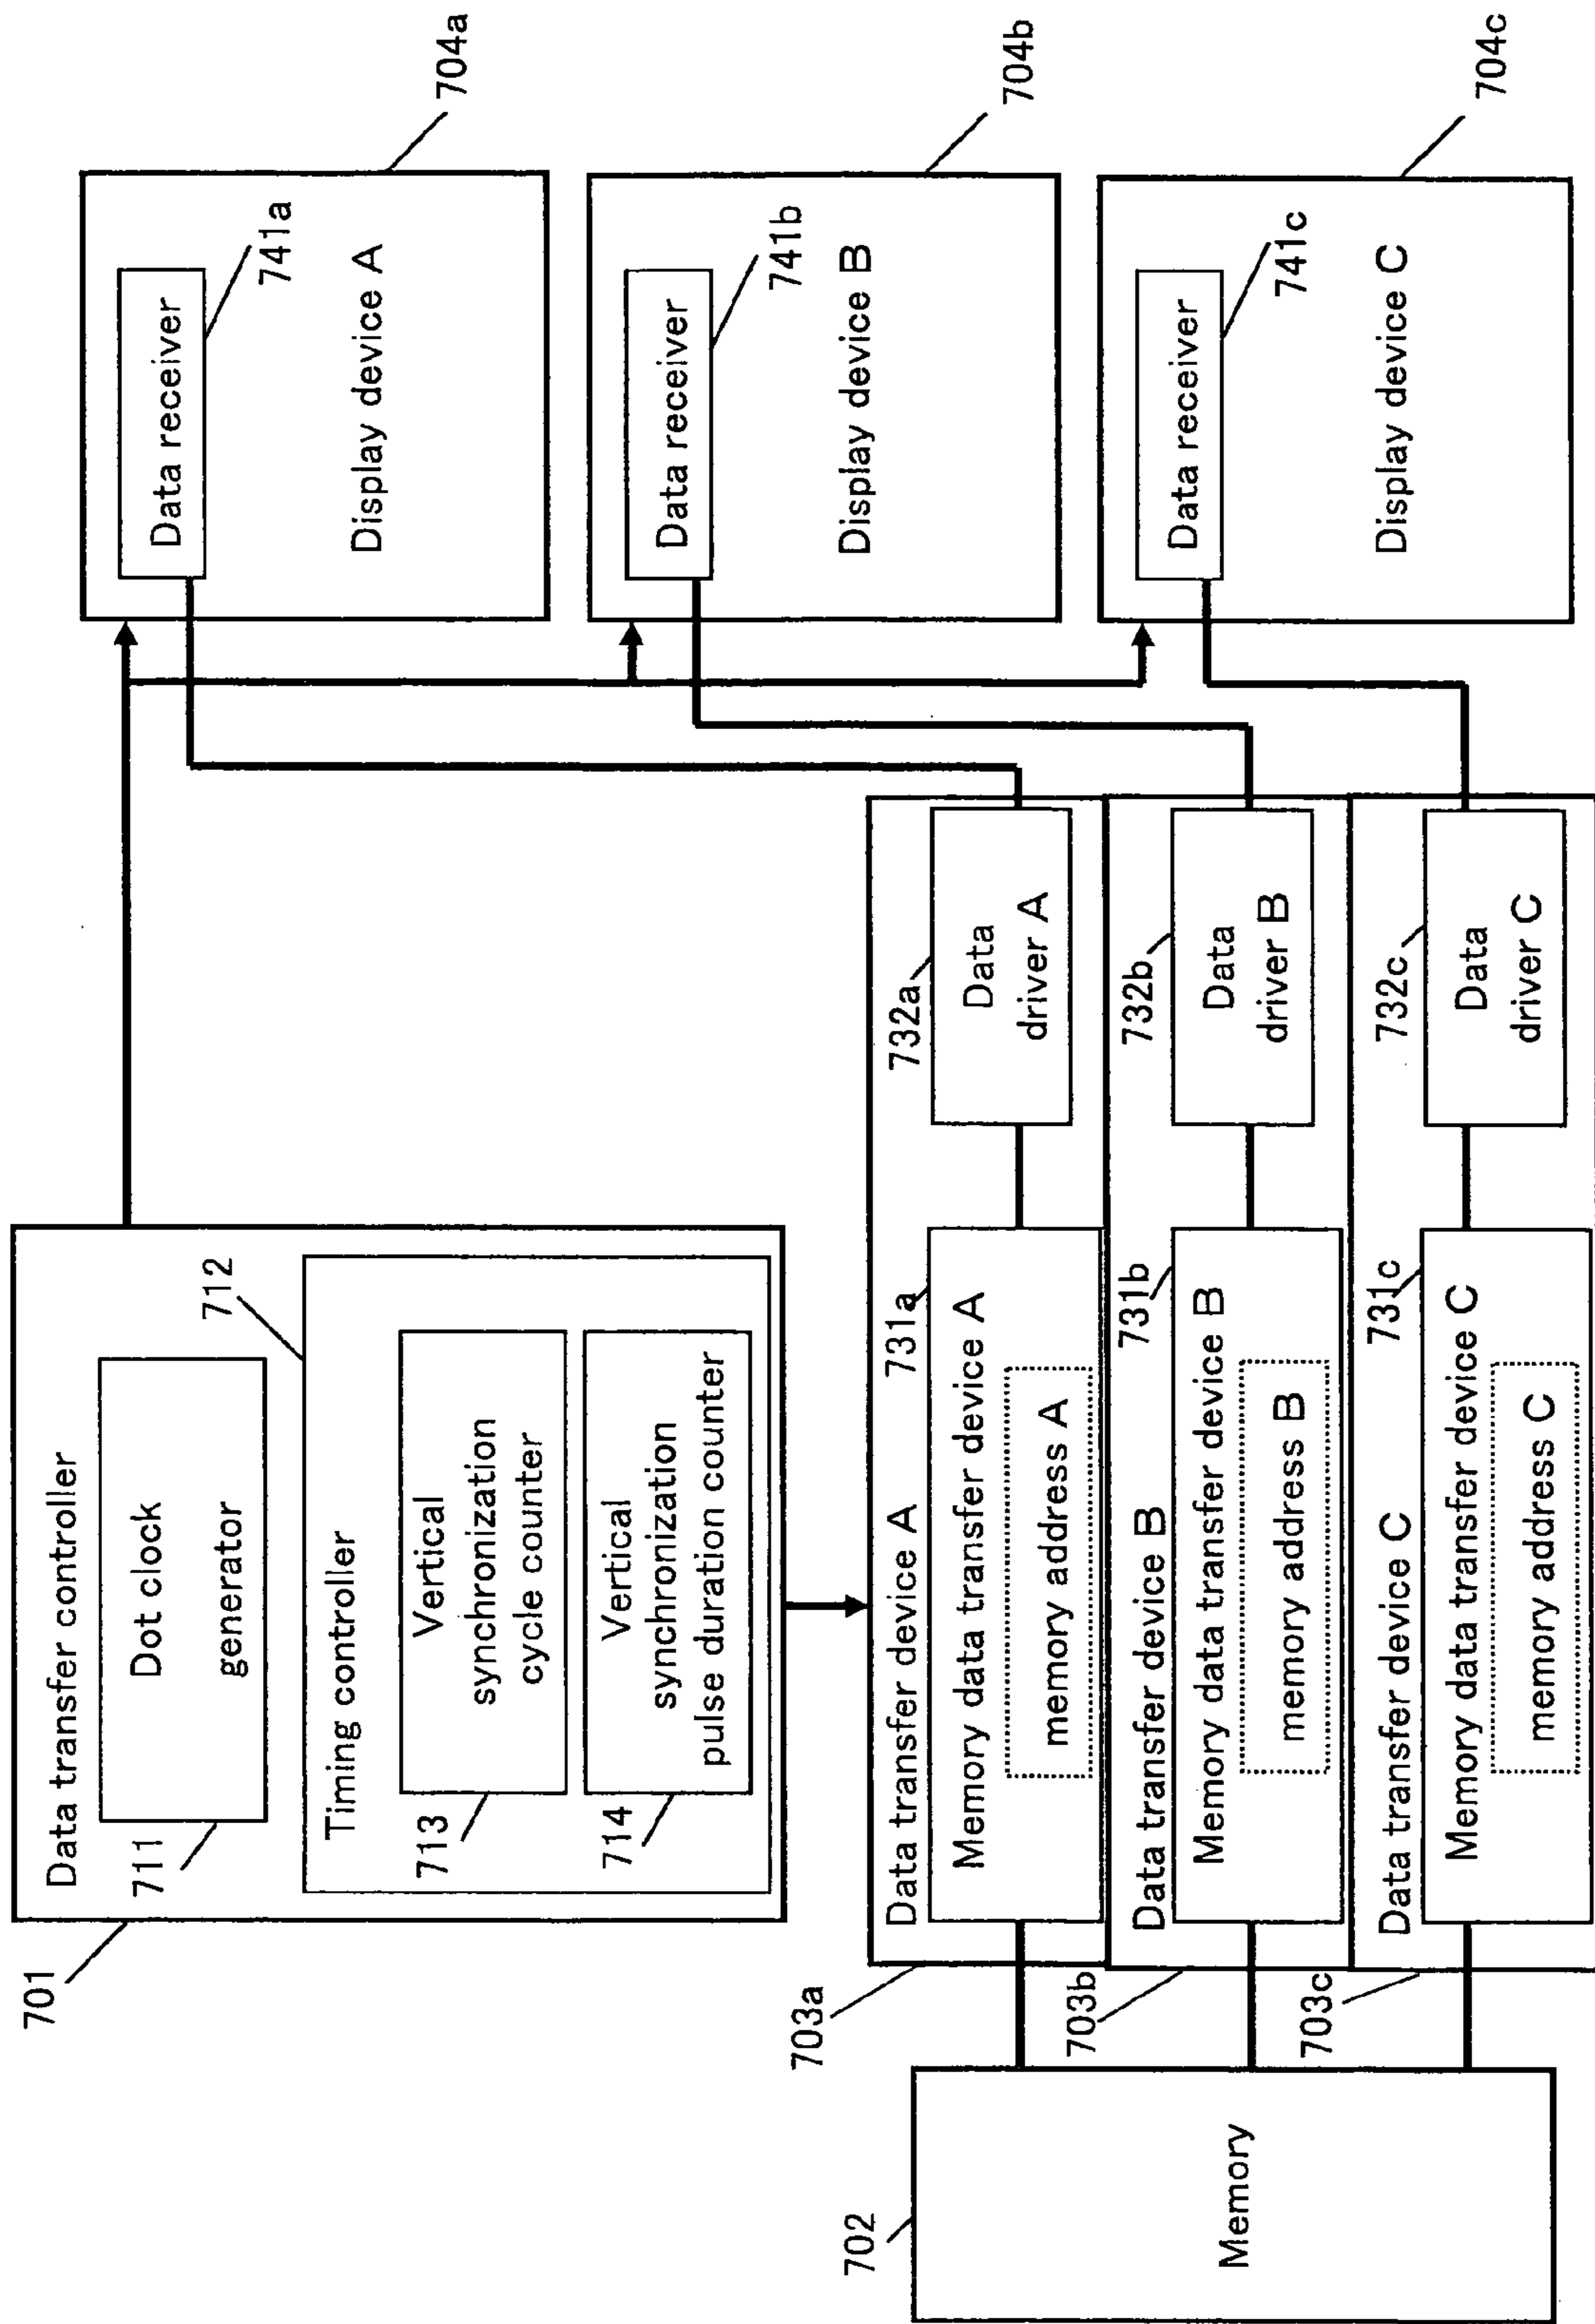 701
Data transfer controller
711
Dot clock
generator
712
Timing controller
713
Vertical
synchronization
cycle counter
714
Vertical
synchronization
pulse duration counter
702
Memory
703a
Data transfer device A
731a
Memory data transfer device A
memory address A
732a
Data
driver A
703b
Data transfer device B
731b
Memory data transfer device B
memory address B
732b
Data
driver B
703c
Data transfer device C
731c
Memory data transfer device C
memory address C
732c
Data
driver C
704a
Data receiver
741a
Display device A
704b
Data receiver
741b
Display device B
704c
Data receiver
741c
Display device C